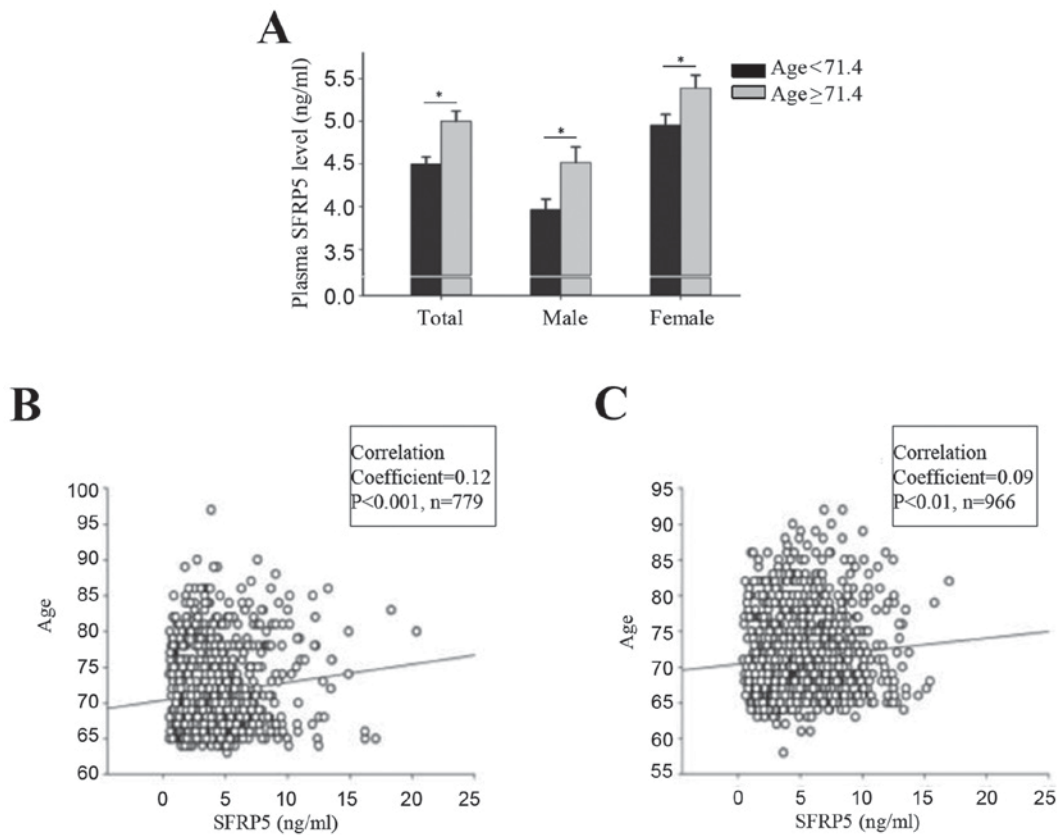 A
Plasma SFRP5 level (ng/ml)
5.5
5.0
4.5
4.0
3.5
0.0
*
*
*
Total
Male
Female
Age<71.4
Age≥71.4
B
Correlation
Coefficient=0.12
P<0.001, n=779
Age
100
95
90
85
80
75
70
65
60
0
5
10
15
20
25
SFRP5 (ng/ml)
C
Correlation
Coefficient=0.09
P<0.01, n=966
Age
95
90
85
80
75
70
65
60
55
0
5
10
15
20
25
SFRP5 (ng/ml)